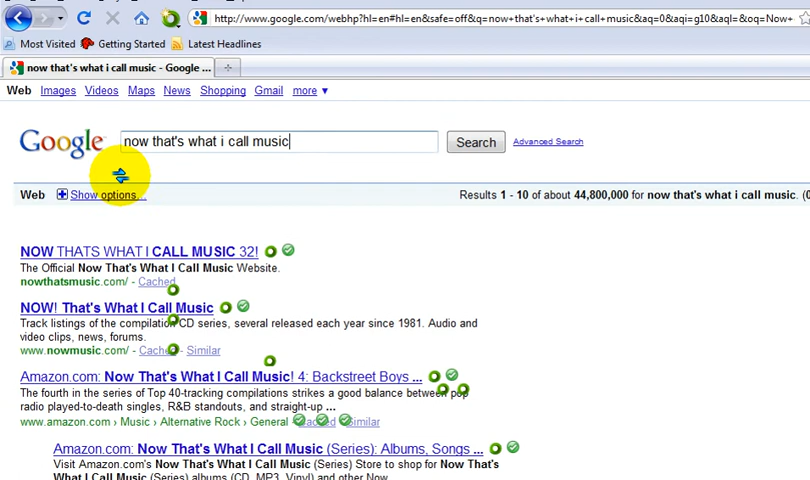 http://www.google.com/webhp?hl=en#hl=en&safe=off&q=now+that's+what+i+call+music&aq=0&aqi=g10&aql=&oq=Now+
Most Visited Getting Started Latest Headlines
now that's what i call music - Google ...
Web Images Videos Maps News Shopping Gmail more ▼
Google now that's what i call music Search Advanced Search
Web Show options... Results 1 - 10 of about 44,800,000 for now that's what i call music. (0
NOW THATS WHAT I CALL MUSIC 32!
The Official Now That's What I Call Music Website.
nowthatsmusic.com/ - Cached
NOW! That's What I Call Music
Track listings of the compilation CD series, several released each year since 1981. Audio and
video clips, news, forums.
www.nowmusic.com/ - Cached - Similar
Amazon.com: Now That's What I Call Music! 4: Backstreet Boys ...
The fourth in the series of Top 40-tracking compilations strikes a good balance between pop
radio played-to-death singles, R&B standouts, and straight-up ...
www.amazon.com › Music › Alternative Rock › General - Cached - Similar
Amazon.com: Now That's What I Call Music (Series): Albums, Songs ...
Visit Amazon.com's Now That's What I Call Music (Series) Store to shop for Now That's
What I Call Music (Series) albums (CD, MP3, Vinyl) and other Now